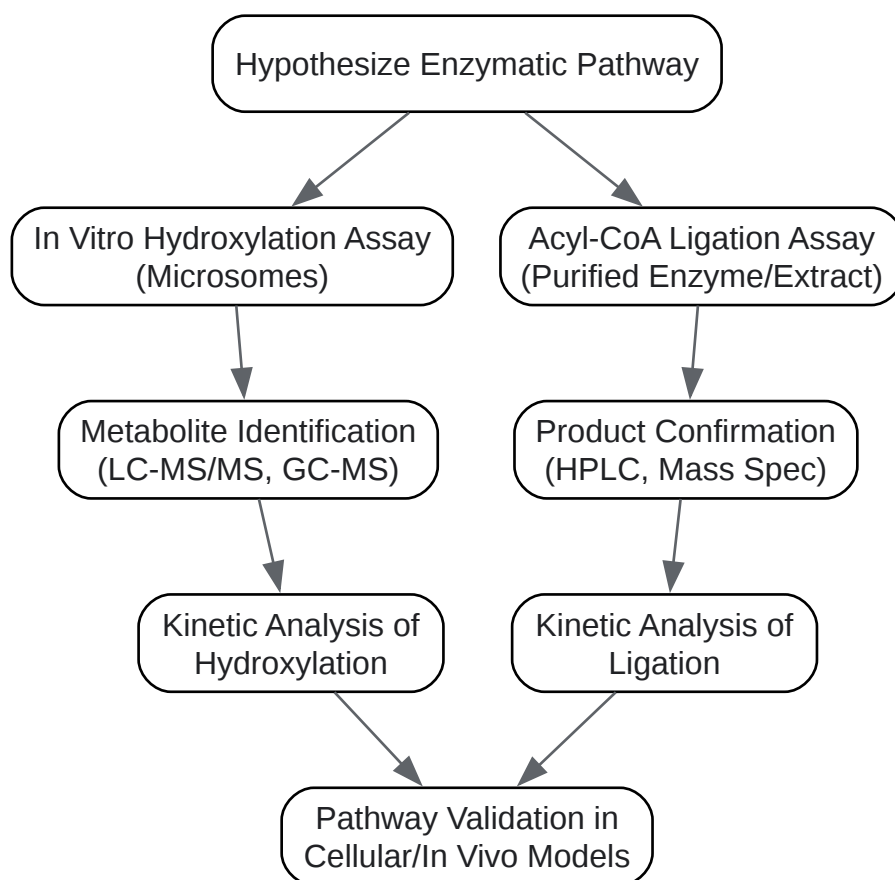 Hypothesize Enzymatic Pathway
In Vitro Hydroxylation Assay
(Microsomes)
Acyl-CoA Ligation Assay
(Purified Enzyme/Extract)
Metabolite Identification
(LC-MS/MS, GC-MS)
Product Confirmation
(HPLC, Mass Spec)
Kinetic Analysis of
Hydroxylation
Kinetic Analysis of
Ligation
Pathway Validation in
Cellular/In Vivo Models